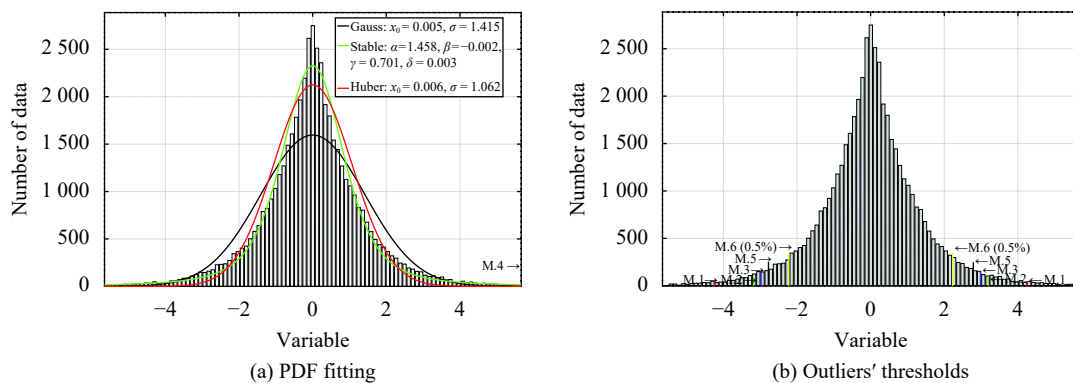 2 500
2 000
1 500
1 000
500
0
Number of data
Gauss: x₀ = 0.005, σ = 1.415
Stable: α=1.458, β=−0.002,
γ = 0.701, δ = 0.003
Huber: x₀ = 0.006, σ = 1.062
M.4→
−4 −2 0 2 4
Variable
(a) PDF fitting
2 500
2 000
1 500
1 000
500
0
Number of data
M.6 (0.5%)→
M.5→
M.3→
M.1→
←M.6 (0.5%)
←M.5
←M.3
←M.1
−4 −2 0 2 4
Variable
(b) Outliers′ thresholds